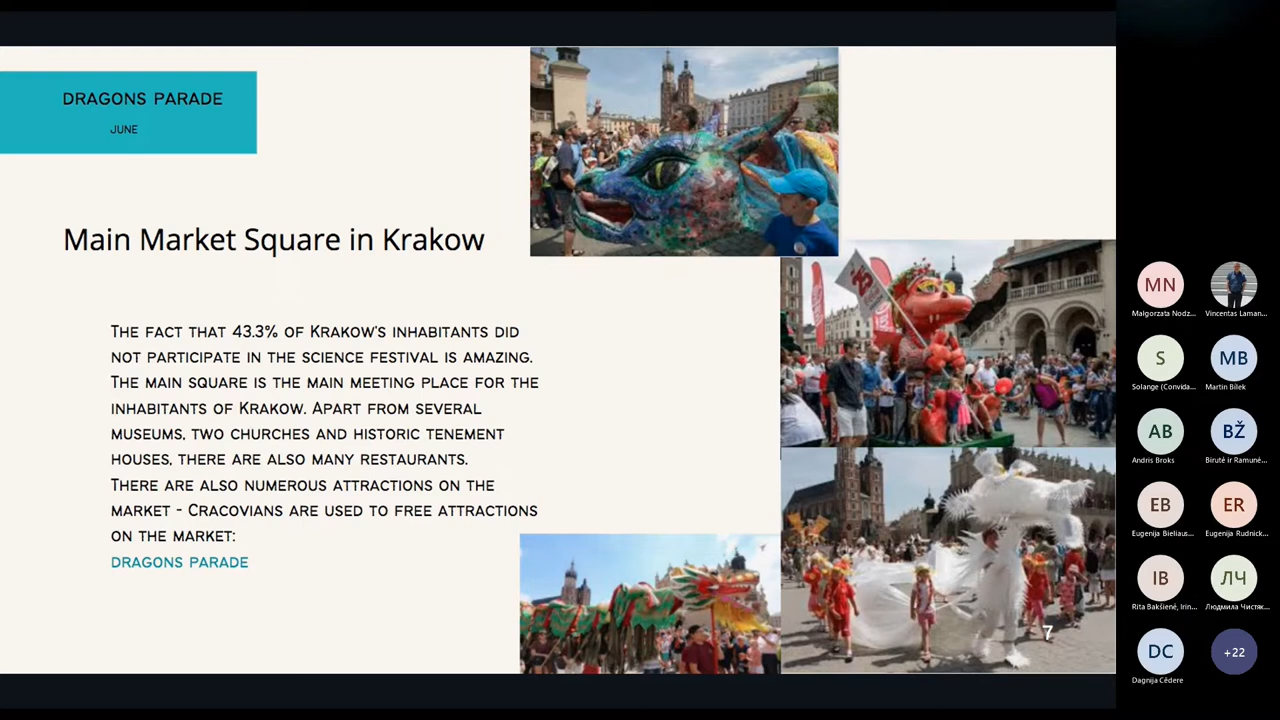 DRAGONS PARADE
JUNE
Main Market Square in Krakow
THE FACT THAT 43.3% OF KRAKOW'S INHABITANTS DID
NOT PARTICIPATE IN THE SCIENCE FESTIVAL IS AMAZING.
THE MAIN SQUARE IS THE MAIN MEETING PLACE FOR THE
INHABITANTS OF KRAKOW. APART FROM SEVERAL
MUSEUMS, TWO CHURCHES AND HISTORIC TENEMENT
HOUSES, THERE ARE ALSO MANY RESTAURANTS.
THERE ARE ALSO NUMEROUS ATTRACTIONS ON THE
MARKET - CRACOVIANS ARE USED TO FREE ATTRACTIONS
ON THE MARKET:
DRAGONS PARADE
7
MN
Malgorzata Nodz...
Vincentas Laman...
S
Solange (Convida...
MB
Martin Bílek
AB
Andris Broks
BŽ
Birutė ir Ramunė...
EB
Eugenija Bieliaus...
ER
Eugenija Rudnick...
IB
Rita Bakšienė, Irin...
ЛЧ
Людмила Чистяк...
DC
Dagnija Cēdere
+22